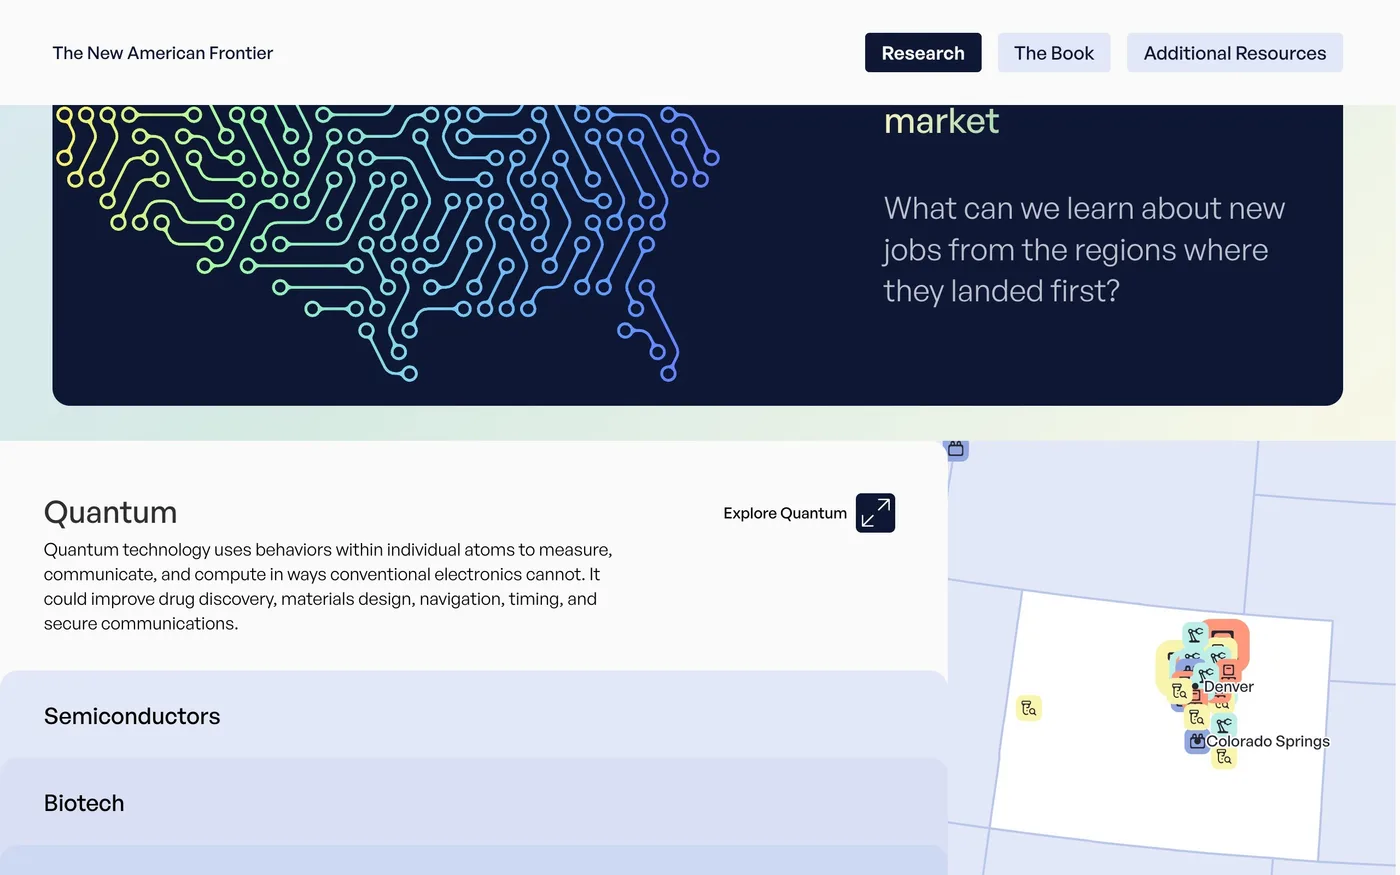 The New American Frontier
Research
The Book
Additional Resources
market
What can we learn about new
jobs from the regions where
they landed first?
Quantum
Explore Quantum
Quantum technology uses behaviors within individual atoms to measure,
communicate, and compute in ways conventional electronics cannot. It
could improve drug discovery, materials design, navigation, timing, and
secure communications.
Semiconductors
Biotech
Denver
Colorado Springs